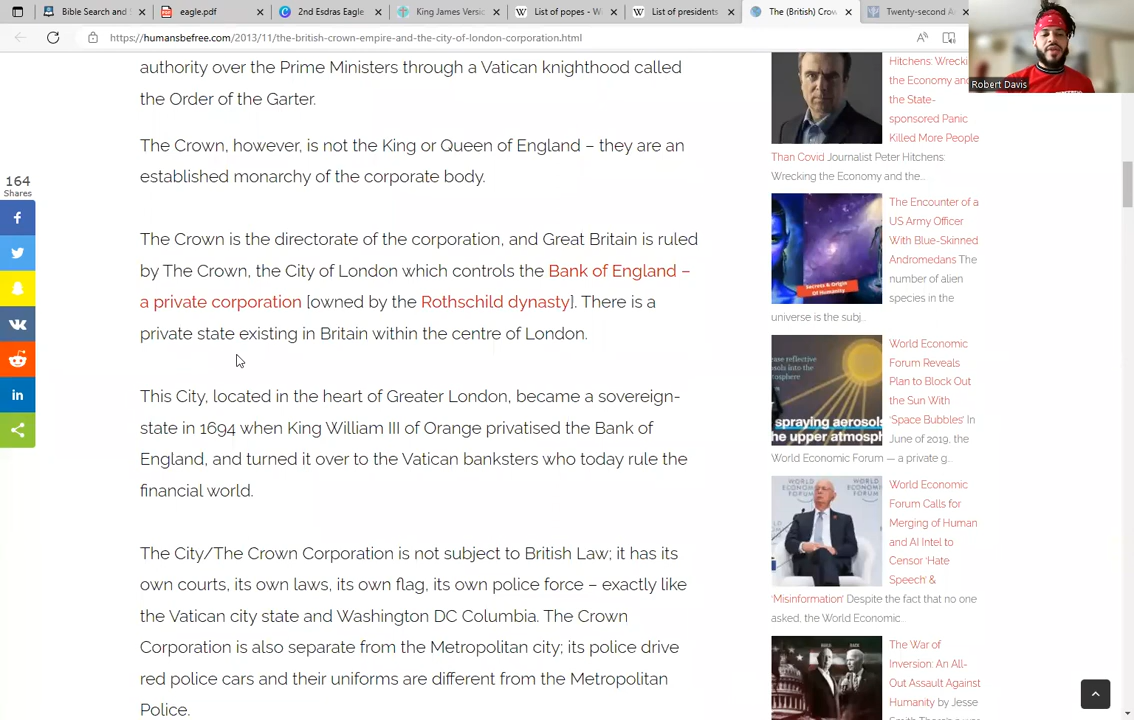 Bible Search and S
eagle.pdf
2nd Esdras Eagle
King James Versic
List of popes - Wi
List of presidents
The (British) Crow
Twenty-second A
https://humansbefree.com/2013/11/the-british-crown-empire-and-the-city-of-london-corporation.html
Robert Davis
authority over the Prime Ministers through a Vatican knighthood called
the Order of the Garter.
The Crown, however, is not the King or Queen of England – they are an
established monarchy of the corporate body.
The Crown is the directorate of the corporation, and Great Britain is ruled
by The Crown, the City of London which controls the Bank of England –
a private corporation [owned by the Rothschild dynasty]. There is a
private state existing in Britain within the centre of London.
This City, located in the heart of Greater London, became a sovereign-
state in 1694 when King William III of Orange privatised the Bank of
England, and turned it over to the Vatican banksters who today rule the
financial world.
The City/The Crown Corporation is not subject to British Law; it has its
own courts, its own laws, its own flag, its own police force – exactly like
the Vatican city state and Washington DC Columbia. The Crown
Corporation is also separate from the Metropolitan city; its police drive
red police cars and their uniforms are different from the Metropolitan
Police.
164
Shares
Hitchens: Wrecki
the Economy and
the State-
sponsored Panic
Killed More People
Than Covid Journalist Peter Hitchens:
Wrecking the Economy and the...
The Encounter of a
US Army Officer
With Blue-Skinned
Andromedans The
number of alien
species in the
universe is the subj...
Secrets & Origin
Of Humanity
World Economic
Forum Reveals
Plan to Block Out
the Sun With
'Space Bubbles' In
June of 2019, the
World Economic Forum — a private g...
ease reflective
sols into the
tosphere
spraying aerosols
the upper atmosph
World Economic
Forum Calls for
Merging of Human
and AI Intel to
Censor 'Hate
Speech' &
'Misinformation' Despite the fact that no one
asked, the World Economic...
The War of
Inversion: An All-
Out Assault Against
Humanity by Jesse